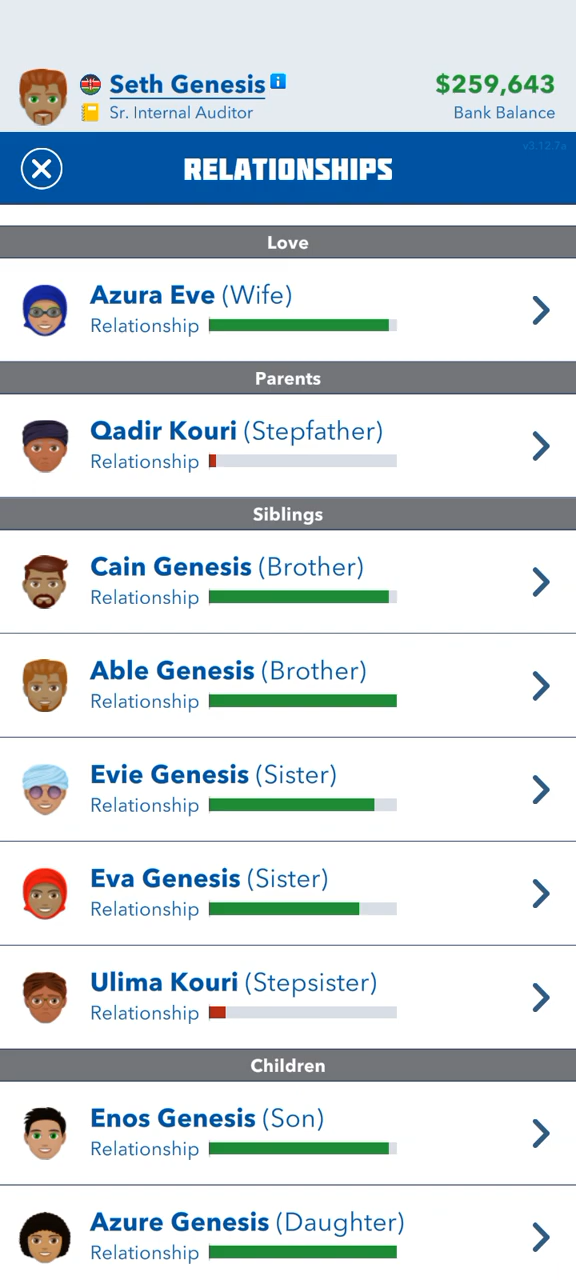 Seth Genesis i
$259,643
Sr. Internal Auditor
Bank Balance
v3.12.7a
RELATIONSHIPS
Love
Azura Eve (Wife)
Relationship
Parents
Qadir Kouri (Stepfather)
Relationship
Siblings
Cain Genesis (Brother)
Relationship
Able Genesis (Brother)
Relationship
Evie Genesis (Sister)
Relationship
Eva Genesis (Sister)
Relationship
Ulima Kouri (Stepsister)
Relationship
Children
Enos Genesis (Son)
Relationship
Azure Genesis (Daughter)
Relationship